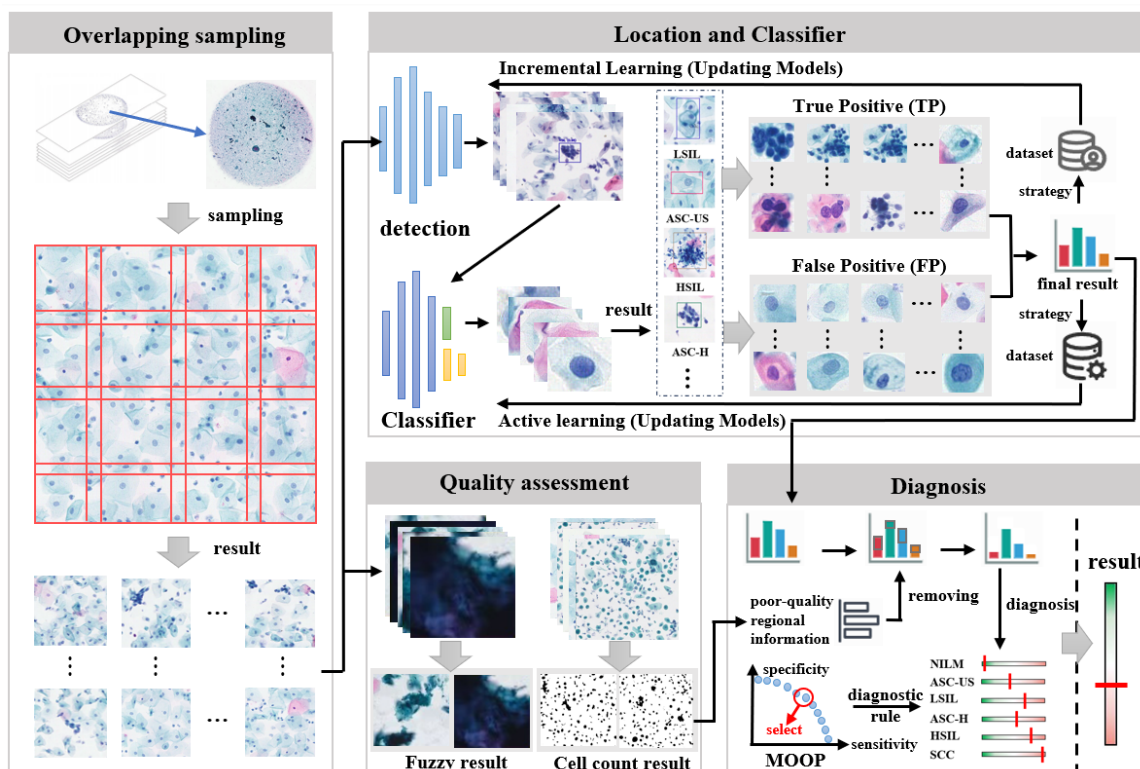 Overlapping sampling
sampling
result
...
...
Location and Classifier
Incremental Learning (Updating Models)
detection
Classifier
result
LSIL
ASC-US
HSIL
ASC-H
True Positive (TP)
...
...
False Positive (FP)
...
...
dataset
strategy
final result
strategy
dataset
Active learning (Updating Models)
Quality assessment
Fuzzy result
Cell count result
Diagnosis
poor-quality
regional
information
removing
diagnosis
result
specificity
select
sensitivity
MOOP
diagnostic
rule
NILM
ASC-US
LSIL
ASC-H
HSIL
SCC